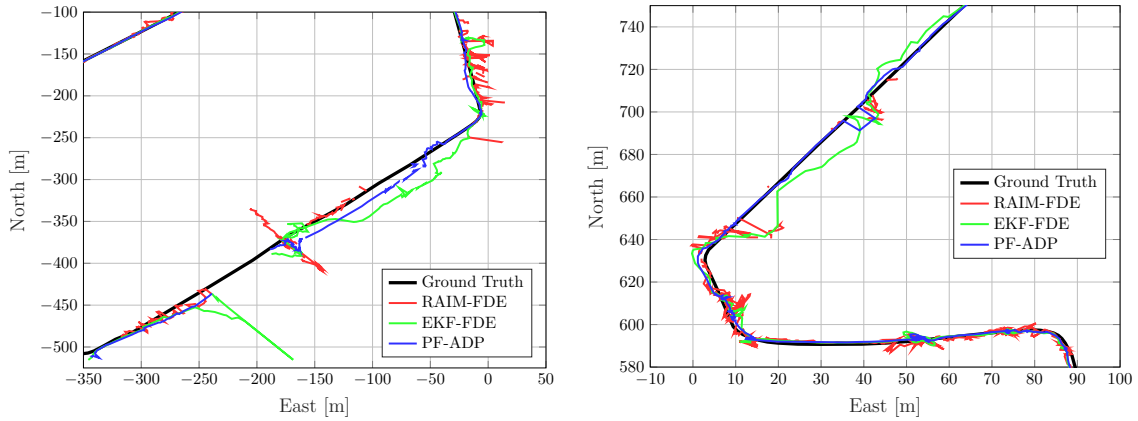 −100
−150
−200
−250
−300
−350
−400
−450
−500
North [m]
−350 −300 −250 −200 −150 −100 −50 0 50
East [m]
Ground Truth
RAIM-FDE
EKF-FDE
PF-ADP
750
720
700
680
660
640
620
600
580
North [m]
−10 0 10 20 30 40 50 60 70 80 90 100
East [m]
Ground Truth
RAIM-FDE
EKF-FDE
PF-ADP